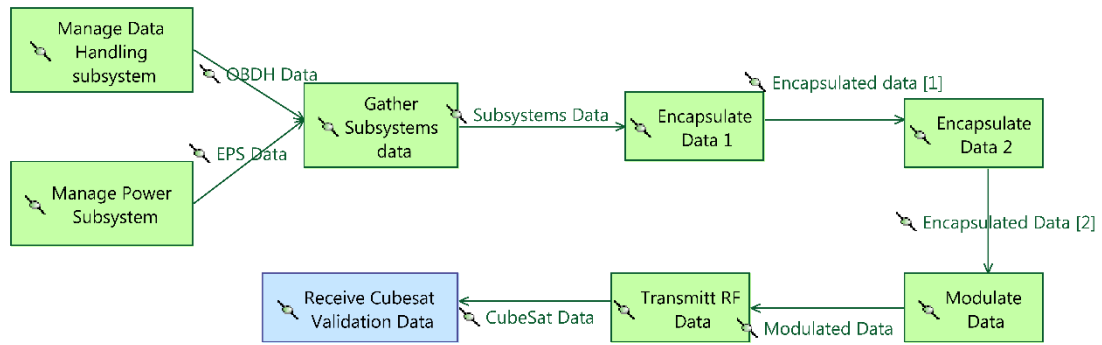 Manage Data
Handling
subsystem
OBDH Data
Gather
Subsystems
data
EPS Data
Manage Power
Subsystem
Subsystems Data
Encapsulate
Data 1
Encapsulated data [1]
Encapsulate
Data 2
Encapsulated Data [2]
Modulate
Data
Modulated Data
Transmitt RF
Data
CubeSat Data
Receive Cubesat
Validation Data